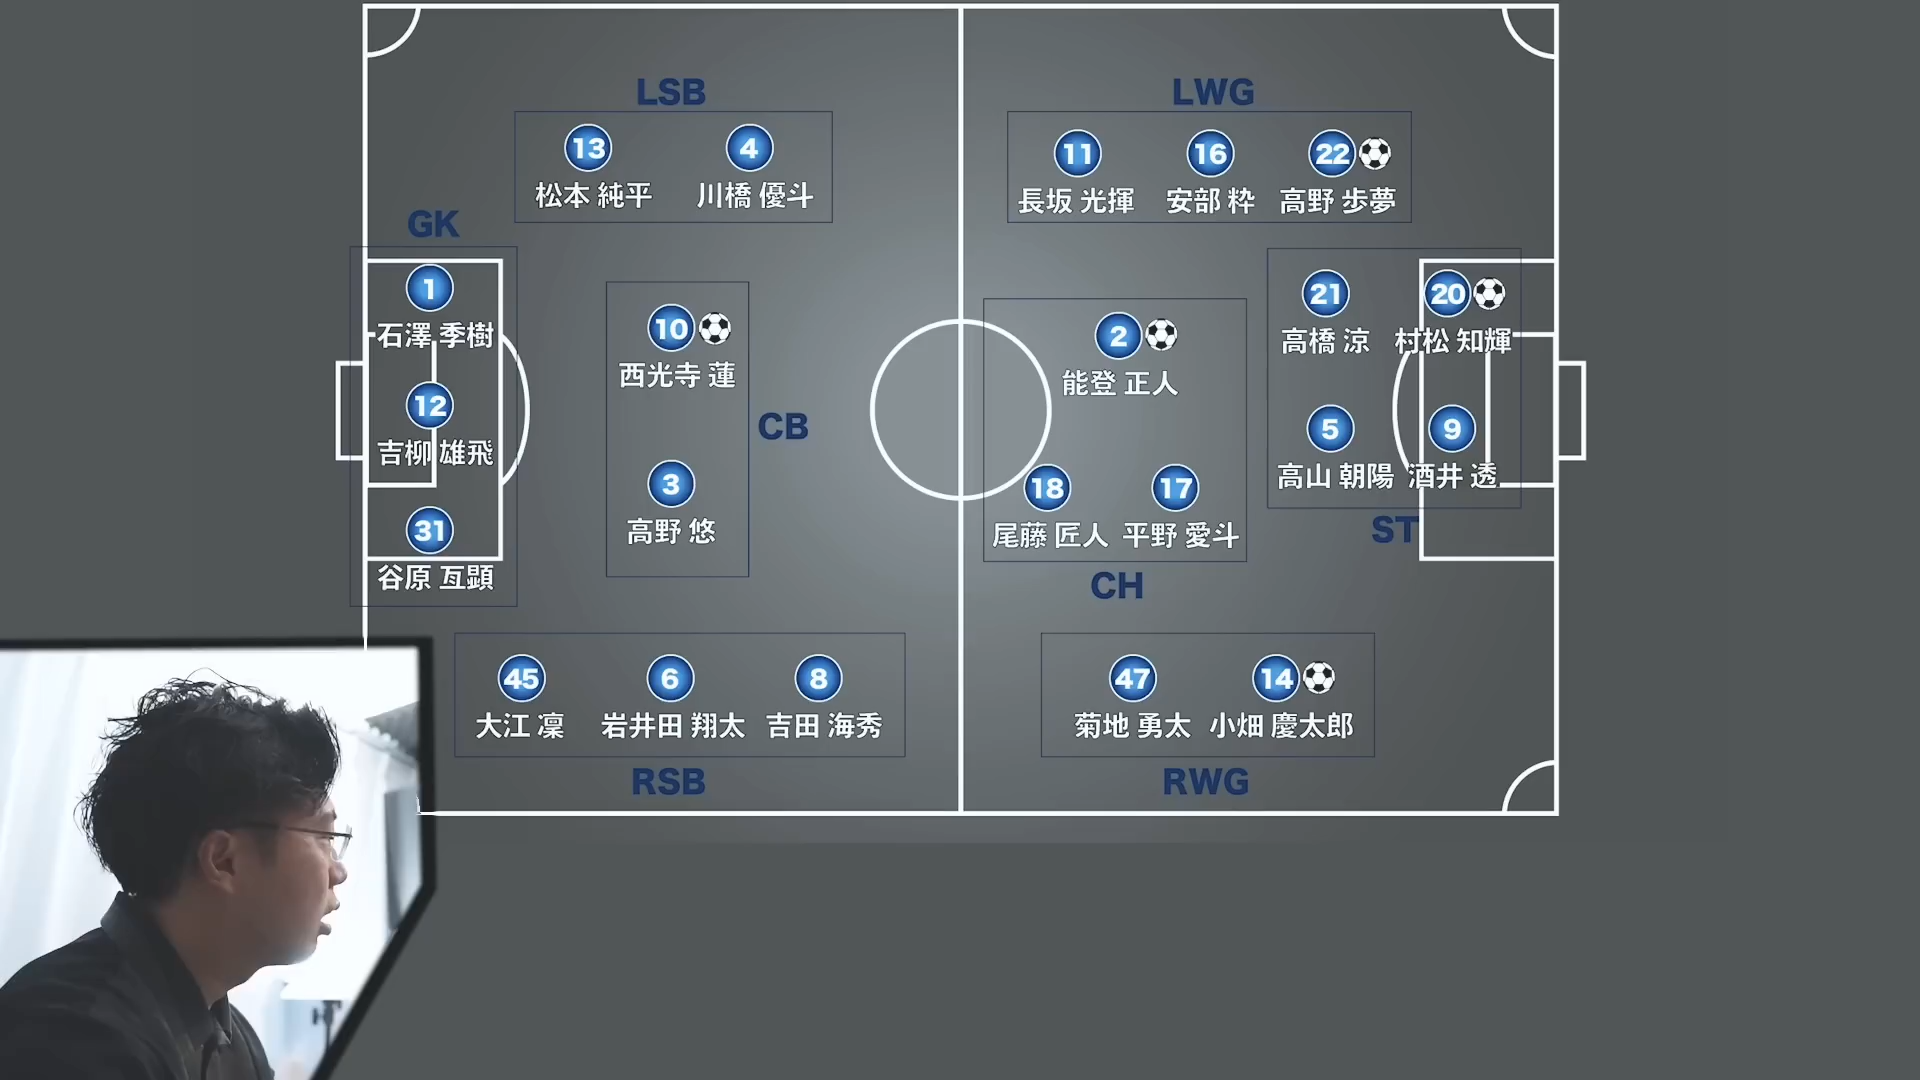 LSB
13
松本 純平
4
川橋 優斗
LWG
11
長坂 光揮
16
安部 粋
22
高野 歩夢
GK
1
石澤 季樹
12
吉柳 雄飛
31
谷原 亙顕
10
西光寺 蓮
3
高野 悠
CB
2
能登 正人
18
尾藤 匠人
17
平野 愛斗
CH
21
高橋 涼
20
村松 知輝
5
高山 朝陽
9
酒井 透
ST
45
大江 凜
6
岩井田 翔太
8
吉田 海秀
RSB
47
菊地 勇太
14
小畑 慶太郎
RWG